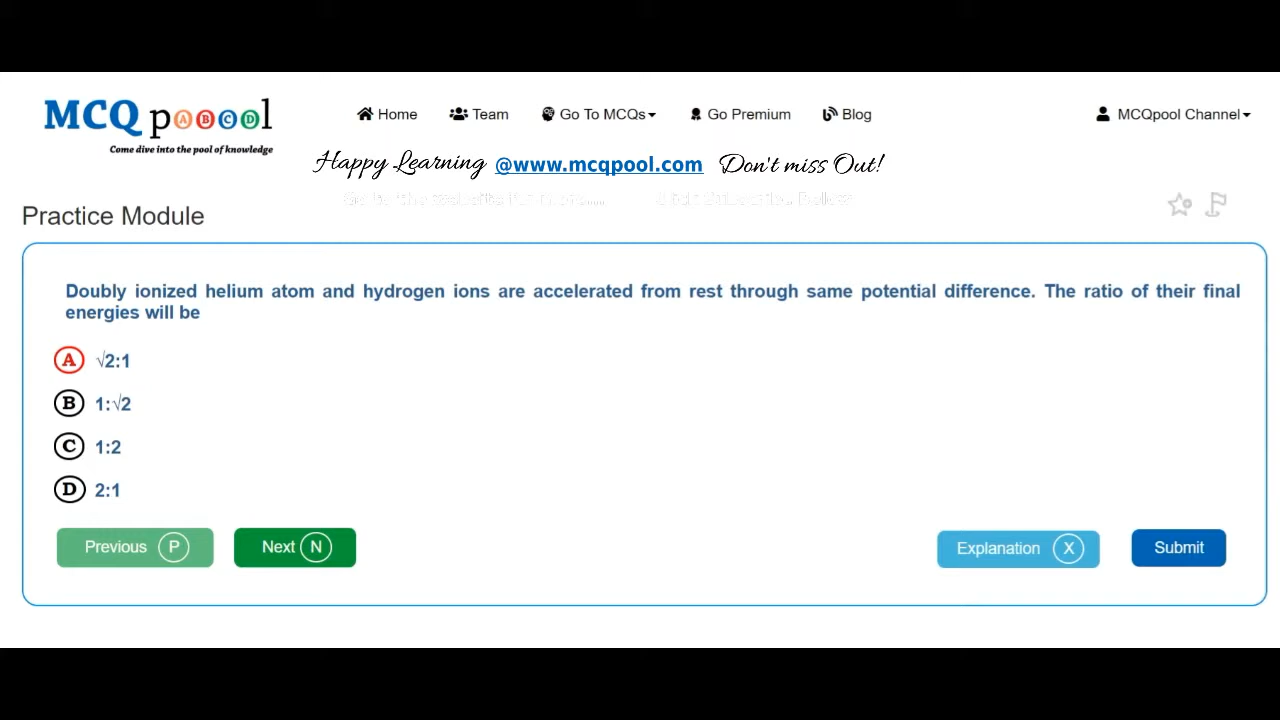 MCQ pooool
Come dive into the pool of knowledge
Home Team Go To MCQs Go Premium Blog MCQpool Channel
Happy Learning @www.mcqpool.com Don't miss Out!
Practice Module
Doubly ionized helium atom and hydrogen ions are accelerated from rest through same potential difference. The ratio of their final
energies will be
A √2:1
B 1:√2
C 1:2
D 2:1
Previous P Next N Explanation X Submit